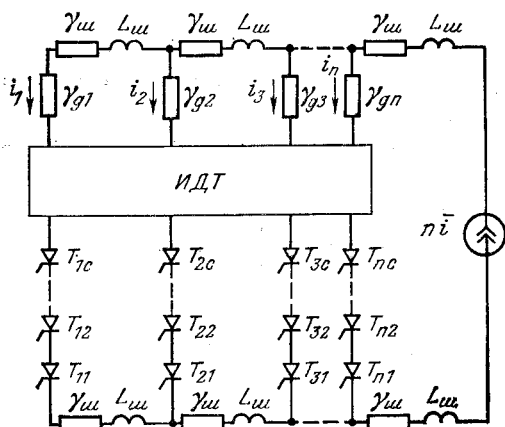 γш Lш γш Lш γш Lш
i1 γg1 i2 γg2 i3 γg3 in γgn
ИДТ
n ī
T1c T2c T3c Tnc
T12 T22 T32 Tn2
T11 T21 T31 Tn1
γш Lш γш Lш γш Lш